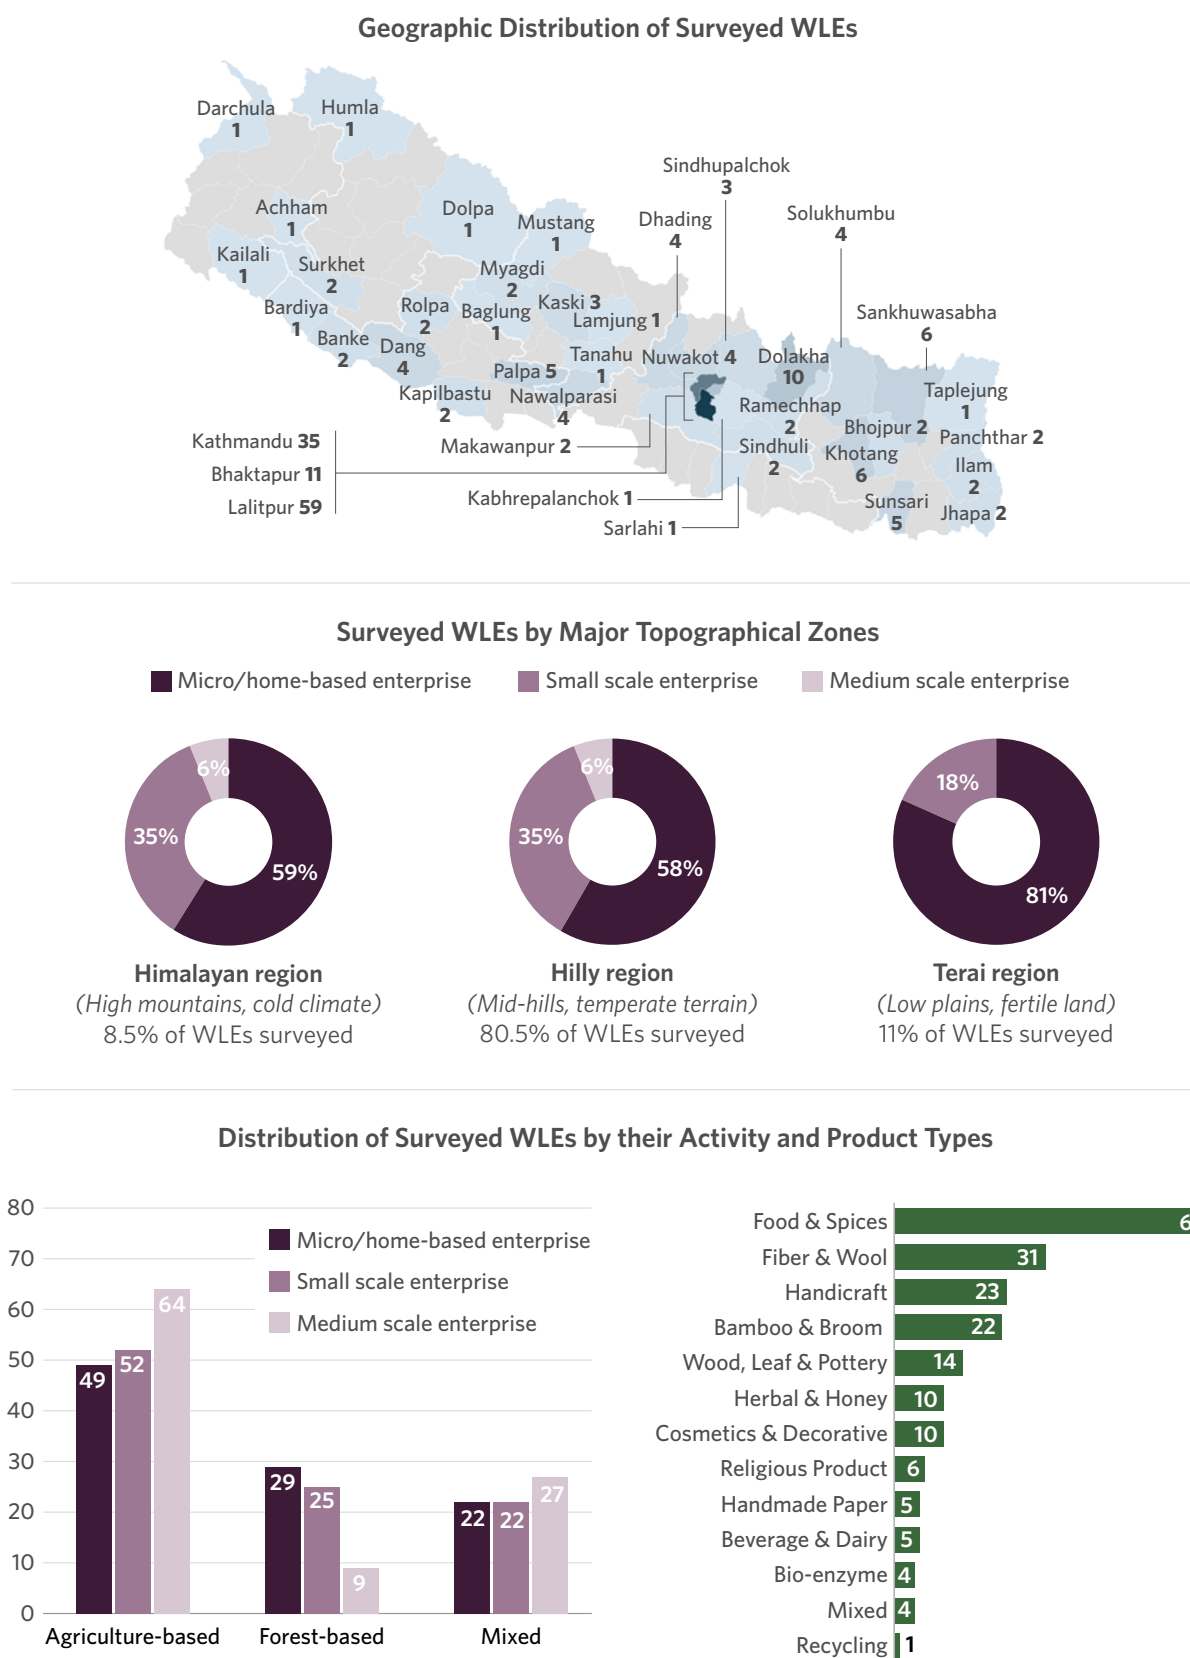 Geographic Distribution of Surveyed WLEs
Darchula
1
Humla
1
Sindhupalchok
3
Dhading
4
Solukhumbu
4
Achham
1
Dolpa
1
Mustang
1
Kailali
1
Surkhet
2
Myagdi
2
Bardiya
1
Rolpa
2
Baglung
1
Kaski 3
Lamjung 1
Sankhuwasabha
6
Banke
2
Dang
4
Tanahu
1
Nuwakot 4
Dolakha
10
Palpa 5
Kapilbastu
2
Nawalparasi
4
Taplejung
1
Ramechhap
2
Bhojpur 2
Panchthar 2
Kathmandu 35
Bhaktapur 11
Lalitpur 59
Makawanpur 2
Sindhuli
2
Khotang
6
Ilam
2
Kabhrepalanchok 1
Sarlahi 1
Sunsari
5
Jhapa 2
Surveyed WLEs by Major Topographical Zones
Micro/home-based enterprise
Small scale enterprise
Medium scale enterprise
6%
35%
59%
Himalayan region
(High mountains, cold climate)
8.5% of WLEs surveyed
6%
35%
58%
Hilly region
(Mid-hills, temperate terrain)
80.5% of WLEs surveyed
18%
81%
Terai region
(Low plains, fertile land)
11% of WLEs surveyed
Distribution of Surveyed WLEs by their Activity and Product Types
80
70
60
50
40
30
20
10
0
Micro/home-based enterprise
Small scale enterprise
Medium scale enterprise
49
52
64
29
25
9
22
22
27
Agriculture-based
Forest-based
Mixed
Food & Spices
Fiber & Wool 31
Handicraft 23
Bamboo & Broom 22
Wood, Leaf & Pottery 14
Herbal & Honey 10
Cosmetics & Decorative 10
Religious Product 6
Handmade Paper 5
Beverage & Dairy 5
Bio-enzyme 4
Mixed 4
Recycling 1